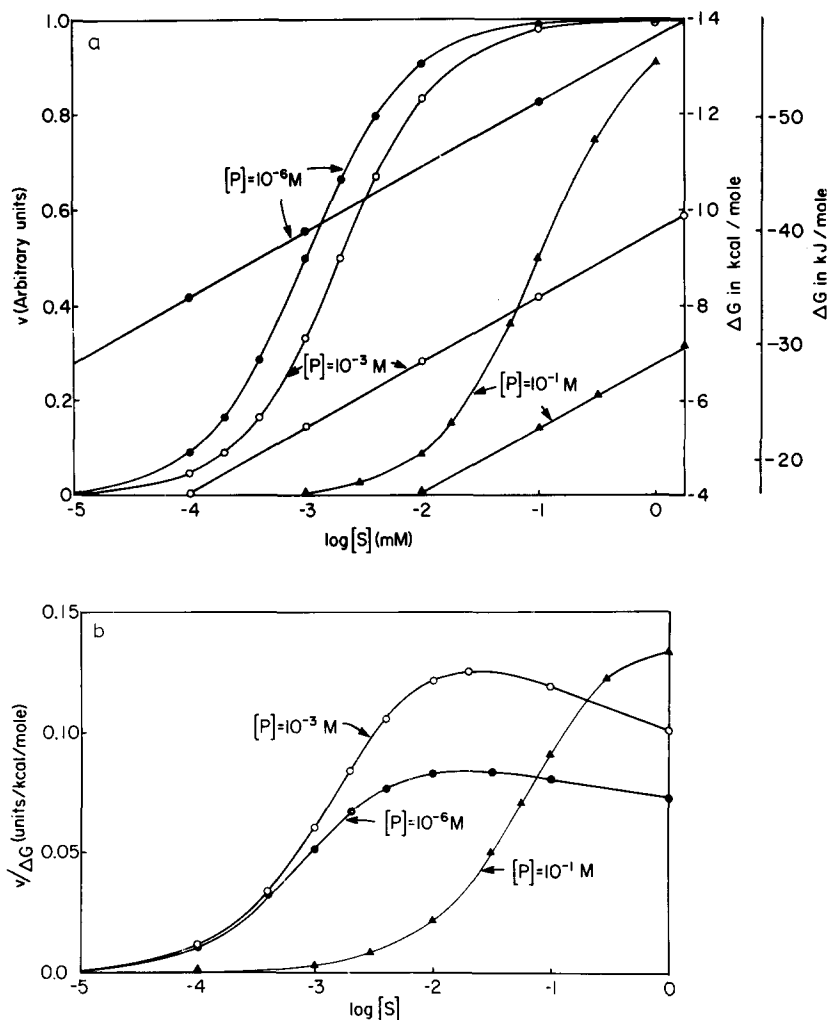 a
1.0
0.8
0.6
0.4
0.2
0
v (Arbitrary units)
-5
-4
-3
-2
-1
0
log [S] (mM)
[P]=10⁻⁶M
[P]=10⁻³ M
[P]=10⁻¹ M
-14
-12
-10
-8
-6
-4
ΔG in kcal / mole
-50
-40
-30
-20
ΔG in kJ / mole
b
0.15
0.10
0.05
0.0
v/ΔG (units/kcal/mole)
[P]=10⁻³ M
[P]=10⁻⁶M
[P]=10⁻¹ M
-5
-4
-3
-2
-1
0
log [S]